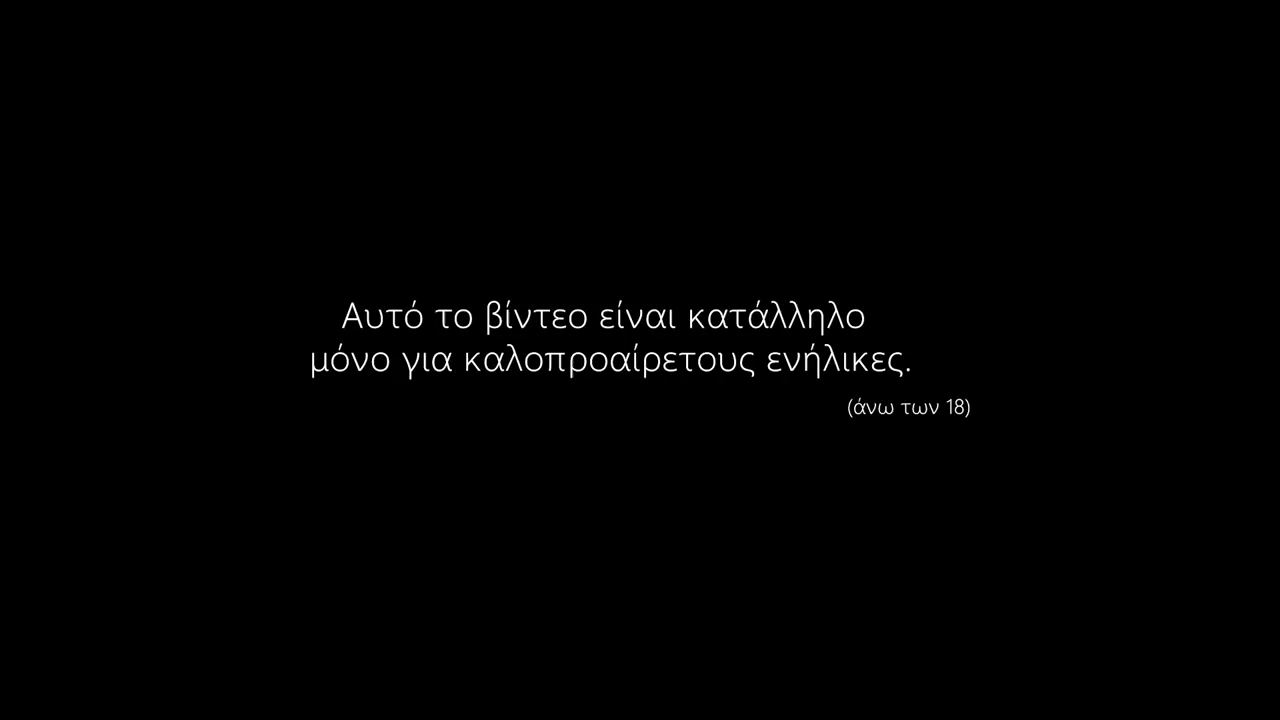 Αυτό το βίντεο είναι κατάλληλο
μόνο για καλοπροαίρετους ενήλικες.
(άνω των 18)